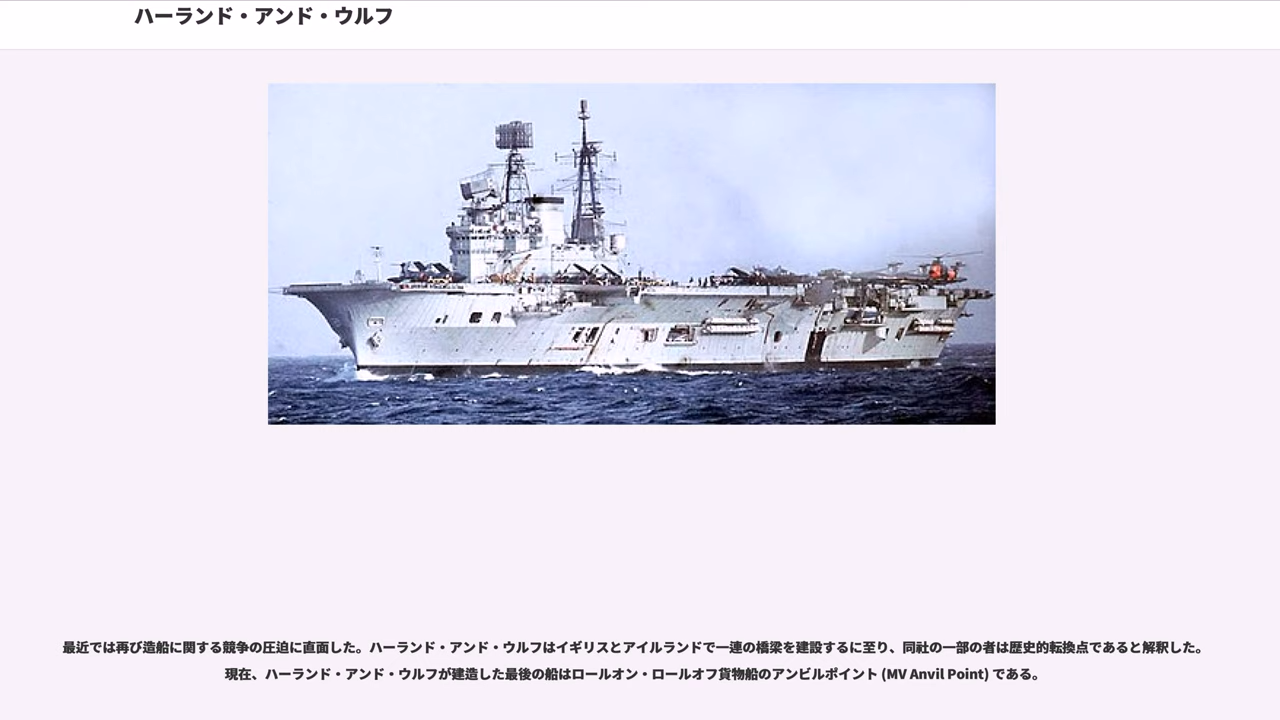 ハーランド・アンド・ウルフ
最近では再び造船に関する競争の圧迫に直面した。ハーランド・アンド・ウルフはイギリスとアイルランドで一連の橋梁を建設するに至り、同社の一部の者は歴史的転換点であると解釈した。
現在、ハーランド・アンド・ウルフが建造した最後の船はロールオン・ロールオフ貨物船のアンビルポイント (MV Anvil Point) である。